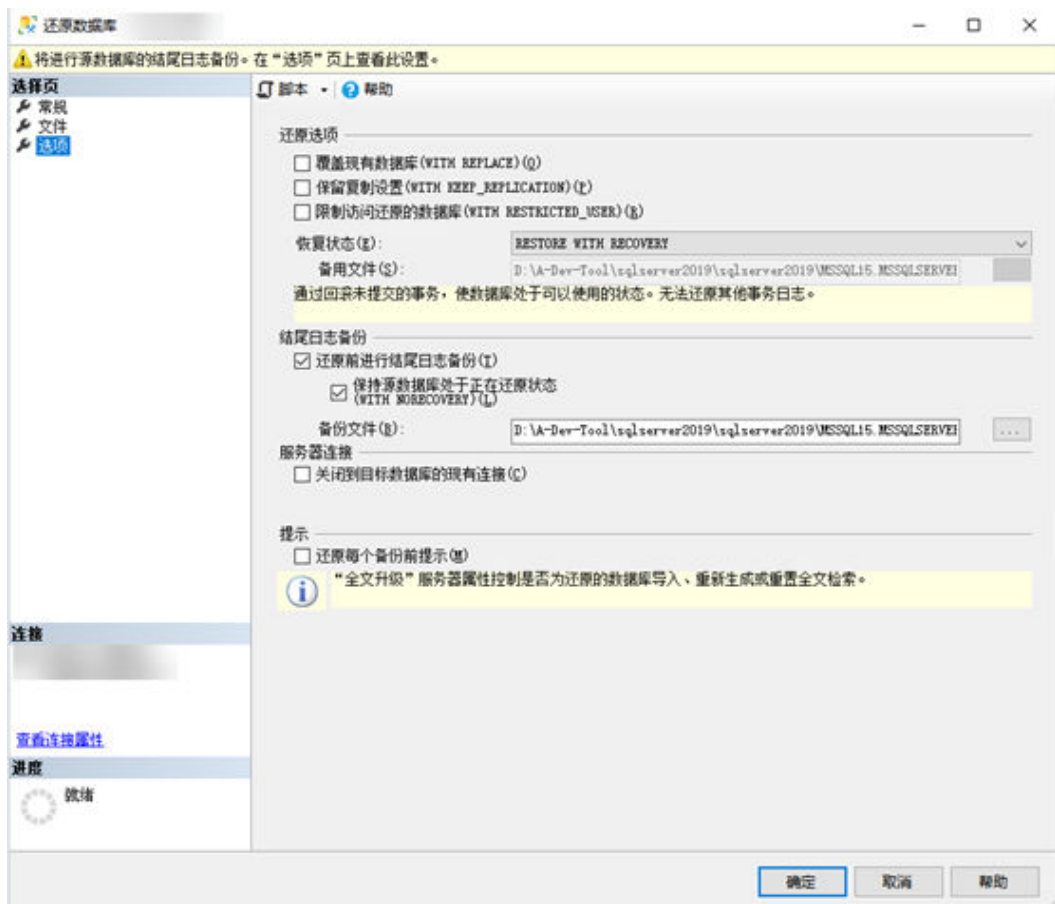 还原数据库
将进行源数据库的结尾日志备份。在“选项”页上查看此设置。
选择页
常规
文件
选项
脚本
帮助
还原选项
覆盖现有数据库(WITH REPLACE)(O)
保留复制设置(WITH KEEP_REPLICATION)(P)
限制访问还原的数据库(WITH RESTRICTED_USER)(R)
恢复状态(E):
RESTORE WITH RECOVERY
备用文件(S):
D:\A-Dev-Tool\sqlserver2019\sqlserver2019\MSSQL15.MSSQLSERVER
通过回滚未提交的事务，使数据库处于可以使用的状态。无法还原其他事务日志。
结尾日志备份
还原前进行结尾日志备份(T)
保持源数据库处于正在还原状态
(WITH NORECOVERY)(L)
备份文件(B):
D:\A-Dev-Tool\sqlserver2019\sqlserver2019\MSSQL15.MSSQLSERVER
...
服务器连接
关闭到目标数据库的现有连接(C)
提示
还原每个备份前提示(M)
“全文升级”服务器属性控制是否为还原的数据库导入、重新生成或重置全文检索。
连接
查看连接属性
进度
就绪
确定
取消
帮助